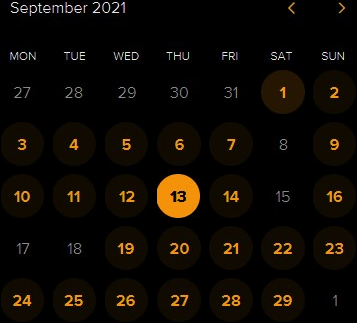 September 2021
MON TUE WED THU FRI SAT SUN
27 28 29 30 31 1 2
3 4 5 6 7 8 9
10 11 12 13 14 15 16
17 18 19 20 21 22 23
24 25 26 27 28 29 1